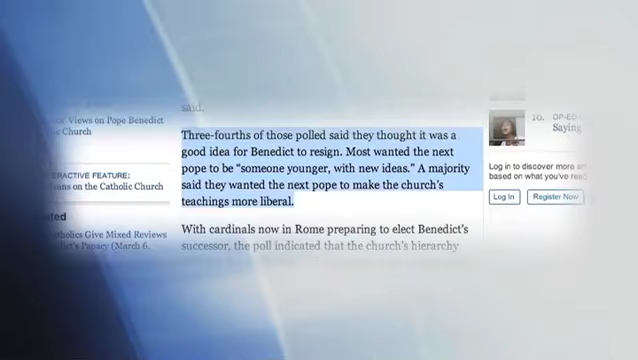 said.
Views on Pope Benedict
Church
Three-fourths of those polled said they thought it was a
good idea for Benedict to resign. Most wanted the next
pope to be “someone younger, with new ideas.” A majority
said they wanted the next pope to make the church’s
teachings more liberal.
With cardinals now in Rome preparing to elect Benedict’s
successor, the poll indicated that the church’s hierarchy
FEATURE:
on the Catholic Church
Give Mixed Reviews
Papacy (March 6,
10. OP-ED
Saying
Log in to discover more
based on what you’ve read
Log In
Register Now